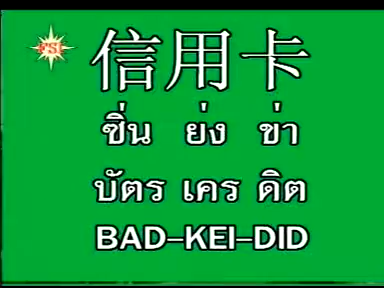 FSI
信用卡
ซิ่น ย่ง ข่า
บัตร เคร ดิต
BAD–KEI–DID